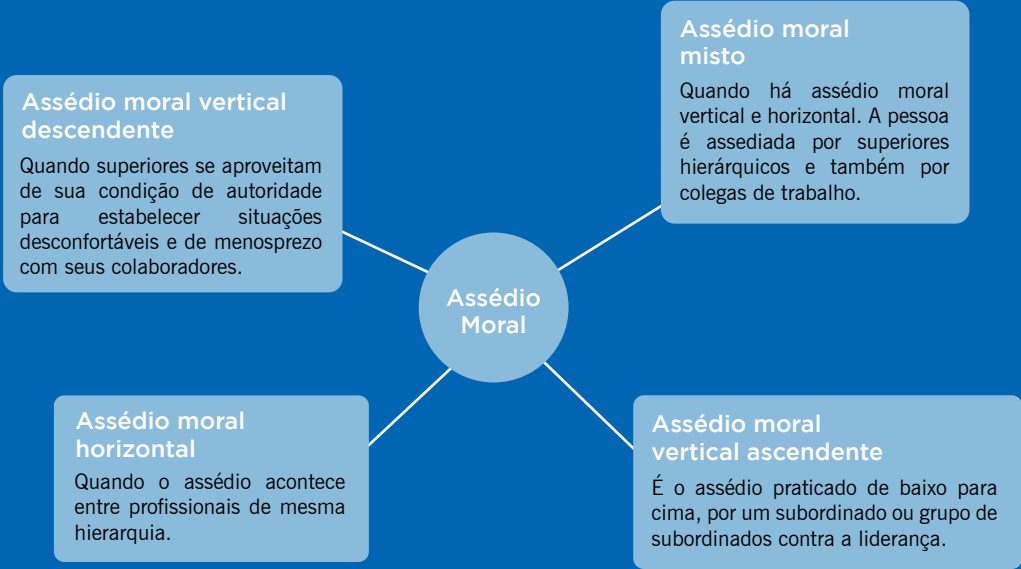 Assédio moral vertical
descendente
Quando superiores se aproveitam
de sua condição de autoridade
para estabelecer situações
desconfortáveis e de menosprezo
com seus colaboradores.
Assédio moral
misto
Quando há assédio moral
vertical e horizontal. A pessoa
é assediada por superiores
hierárquicos e também por
colegas de trabalho.
Assédio
Moral
Assédio moral
horizontal
Quando o assédio acontece
entre profissionais de mesma
hierarquia.
Assédio moral
vertical ascendente
É o assédio praticado de baixo para
cima, por um subordinado ou grupo de
subordinados contra a liderança.